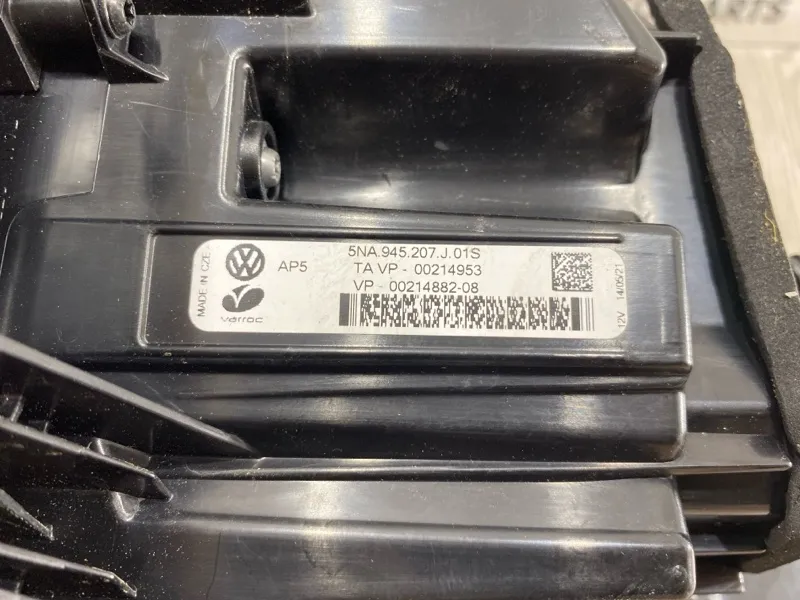 PARTS
5NA.945.207.J.01S
AP5
TA VP - 00214953
VP - 00214882-08
varroc
MADE IN CZE
12V 14/05/21